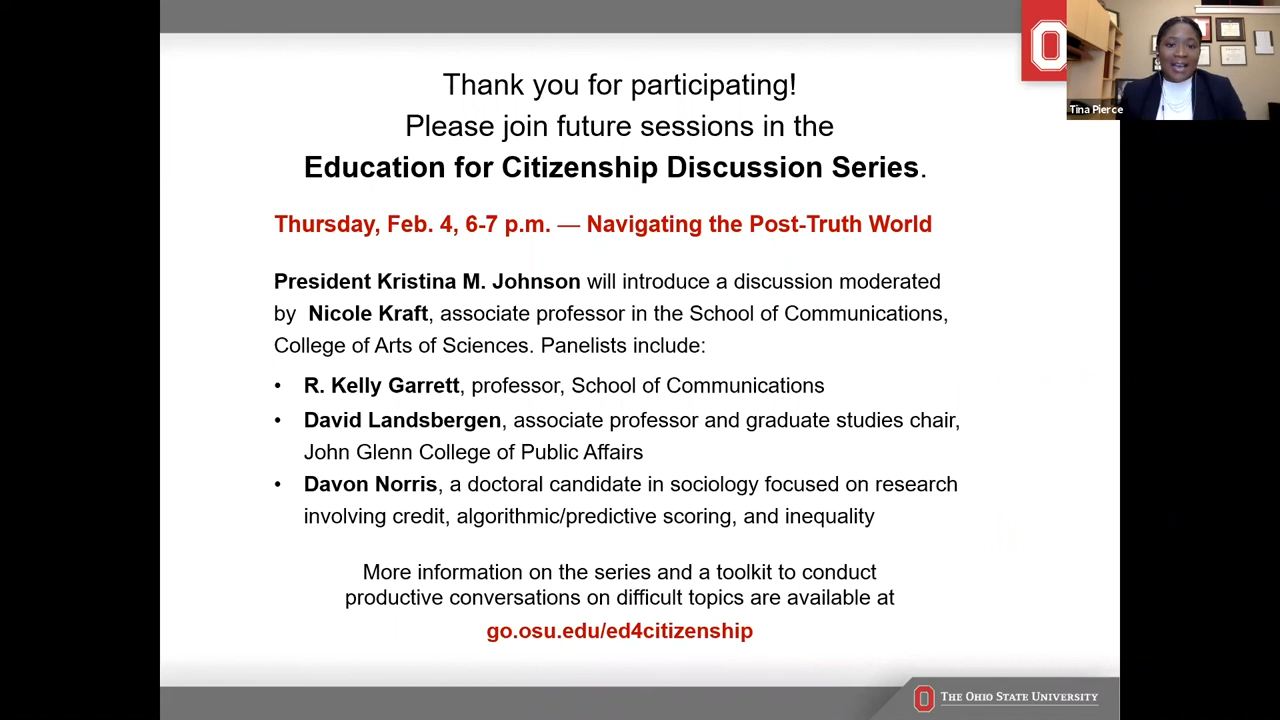 Thank you for participating!
Please join future sessions in the
Education for Citizenship Discussion Series.
Thursday, Feb. 4, 6-7 p.m. — Navigating the Post-Truth World
President Kristina M. Johnson will introduce a discussion moderated
by Nicole Kraft, associate professor in the School of Communications,
College of Arts of Sciences. Panelists include:
• R. Kelly Garrett, professor, School of Communications
• David Landsbergen, associate professor and graduate studies chair,
John Glenn College of Public Affairs
• Davon Norris, a doctoral candidate in sociology focused on research
involving credit, algorithmic/predictive scoring, and inequality
More information on the series and a toolkit to conduct
productive conversations on difficult topics are available at
go.osu.edu/ed4citizenship
THE OHIO STATE UNIVERSITY
Tina Pierce